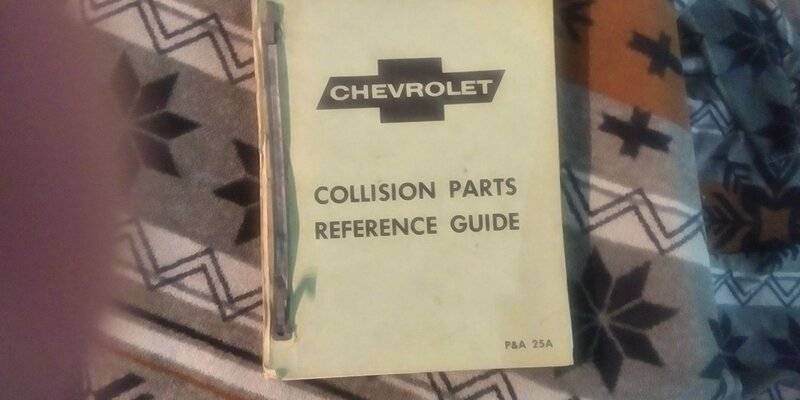 CHEVROLET
COLLISION PARTS
REFERENCE GUIDE
P&A 25A